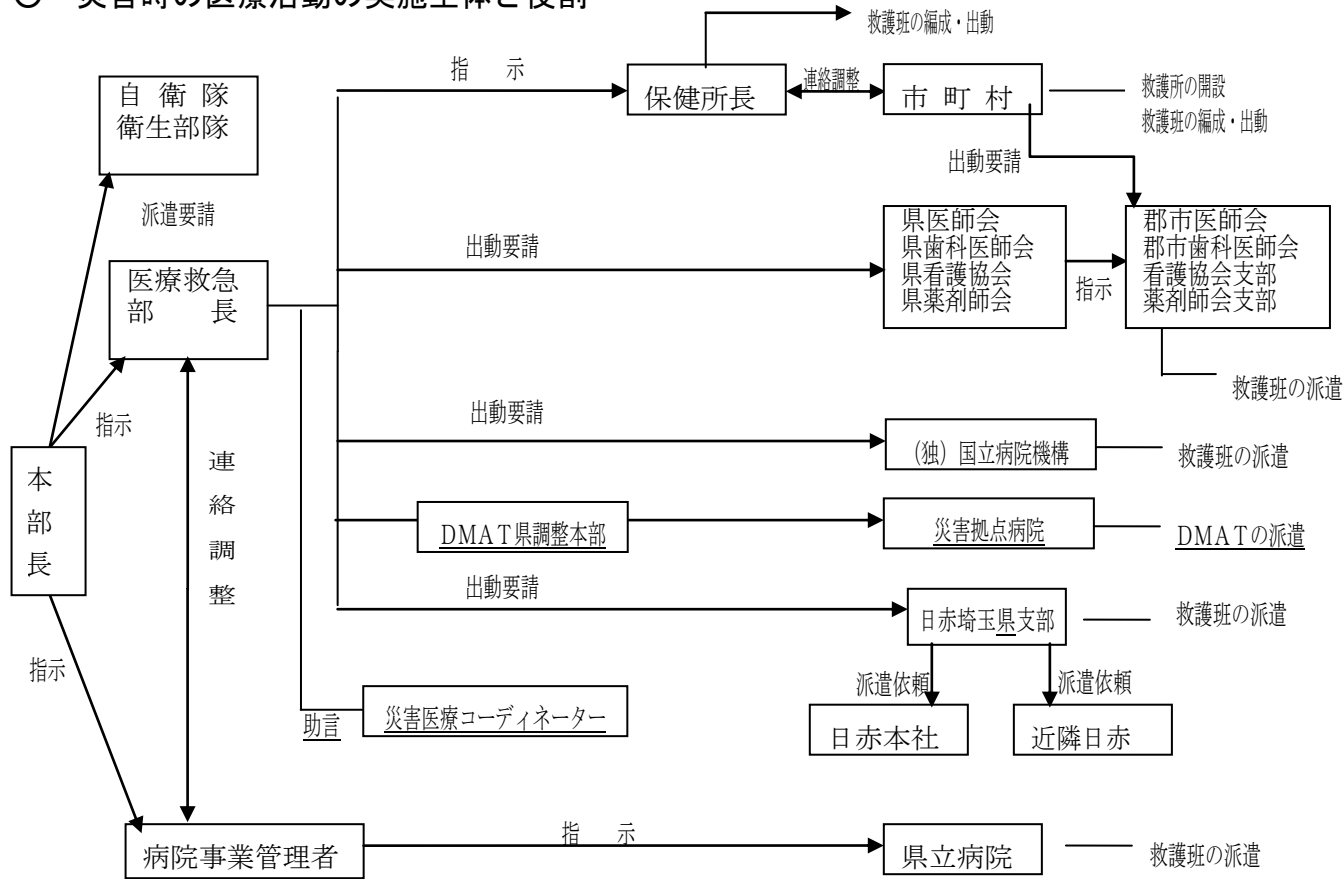 ○ 災害時の医療活動の実施主体と役割
救護班の編成・出動
指 示
自 衛 隊
衛生部隊
保健所長
連絡調整
市 町 村
救護所の開設
救護班の編成・出動
出動要請
派遣要請
出動要請
県医師会
県歯科医師会
県看護協会
県薬剤師会
指示
郡市医師会
郡市歯科医師会
看護協会支部
薬剤師会支部
医療救急
部 長
救護班の派遣
出動要請
指示
(独)国立病院機構
救護班の派遣
本部長
連絡調整
DMAT県調整本部
災害拠点病院
DMATの派遣
出動要請
日赤埼玉県支部
救護班の派遣
指示
派遣依頼
派遣依頼
助言
災害医療コーディネーター
日赤本社
近隣日赤
病院事業管理者
指 示
県立病院
救護班の派遣